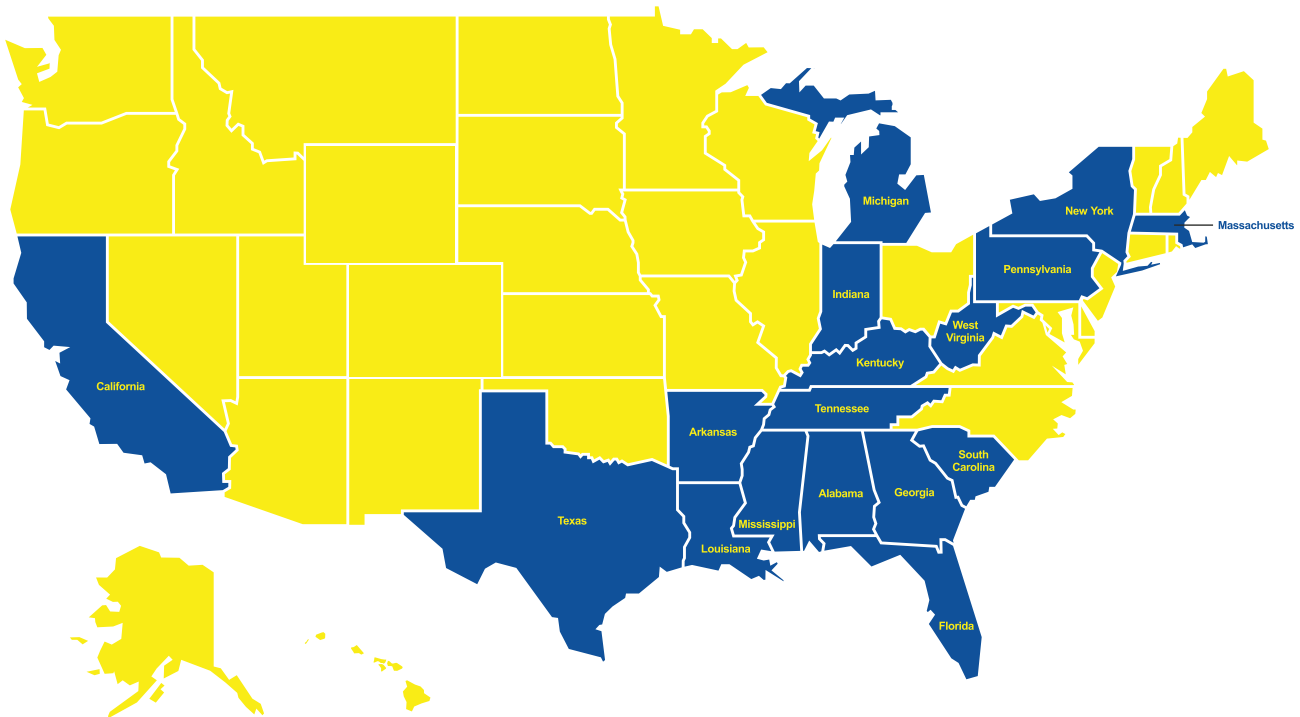 Michigan
New York
Massachusetts
Pennsylvania
Indiana
West
Virginia
Kentucky
California
Tennessee
Arkansas
South
Carolina
Alabama
Georgia
Texas
Mississippi
Louisiana
Florida